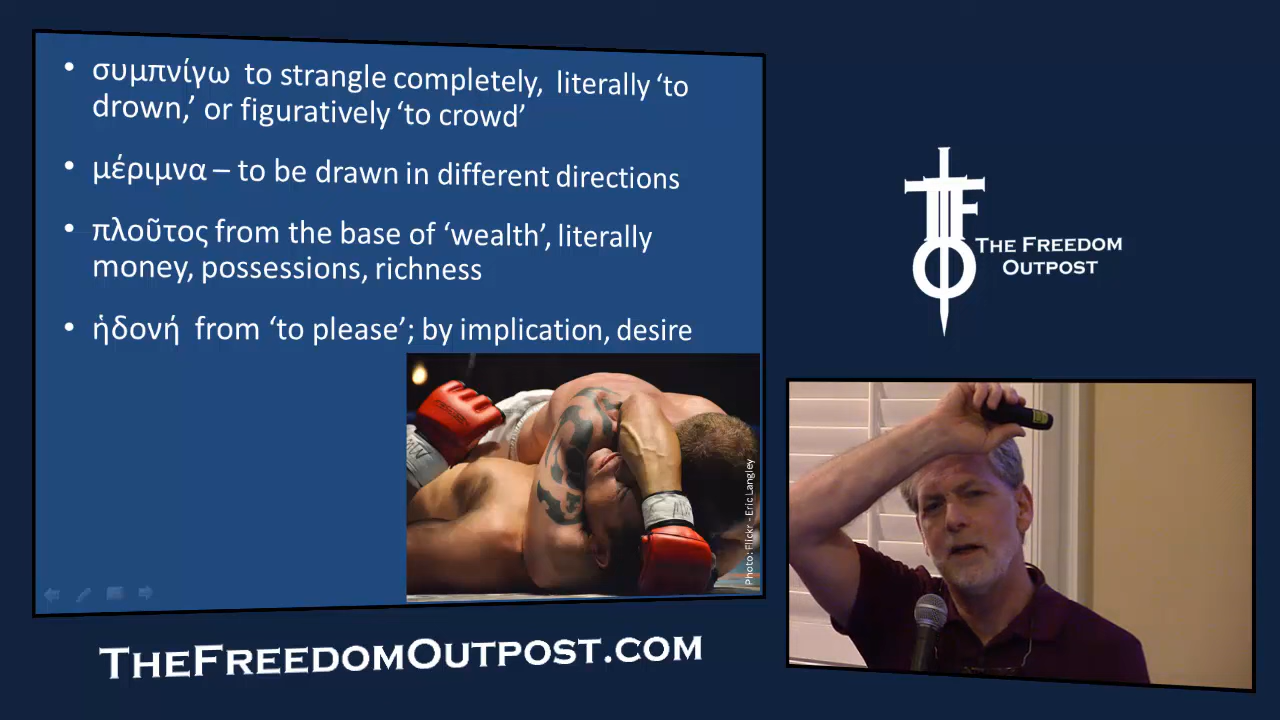 • συμπνίγω to strangle completely, literally ‘to
drown,’ or figuratively ‘to crowd’
• μέριμνα – to be drawn in different directions
• πλοῦτος from the base of ‘wealth’, literally
money, possessions, richness
• ἡδονή from ‘to please’; by implication, desire
Photo: Flickr - Eric Langley
TheFreedomOutpost.com
TF
O
The Freedom
Outpost